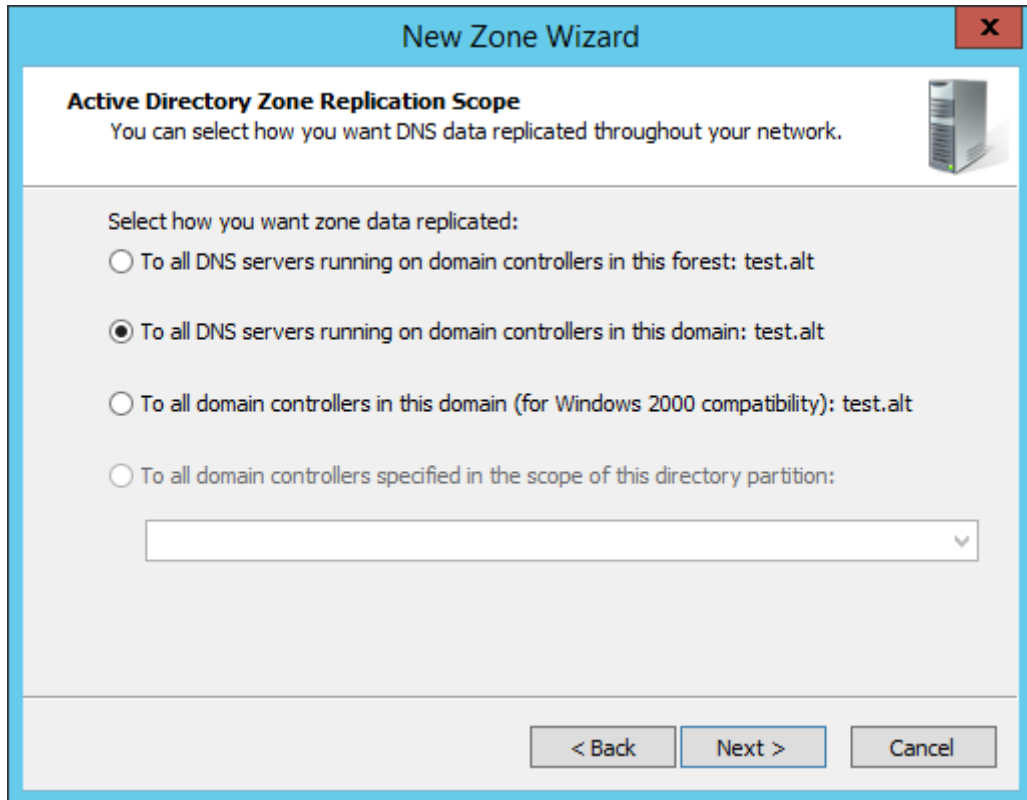 New Zone Wizard
x
Active Directory Zone Replication Scope
You can select how you want DNS data replicated throughout your network.
Select how you want zone data replicated:
To all DNS servers running on domain controllers in this forest: test.alt
To all DNS servers running on domain controllers in this domain: test.alt
To all domain controllers in this domain (for Windows 2000 compatibility): test.alt
To all domain controllers specified in the scope of this directory partition:
< Back Next > Cancel